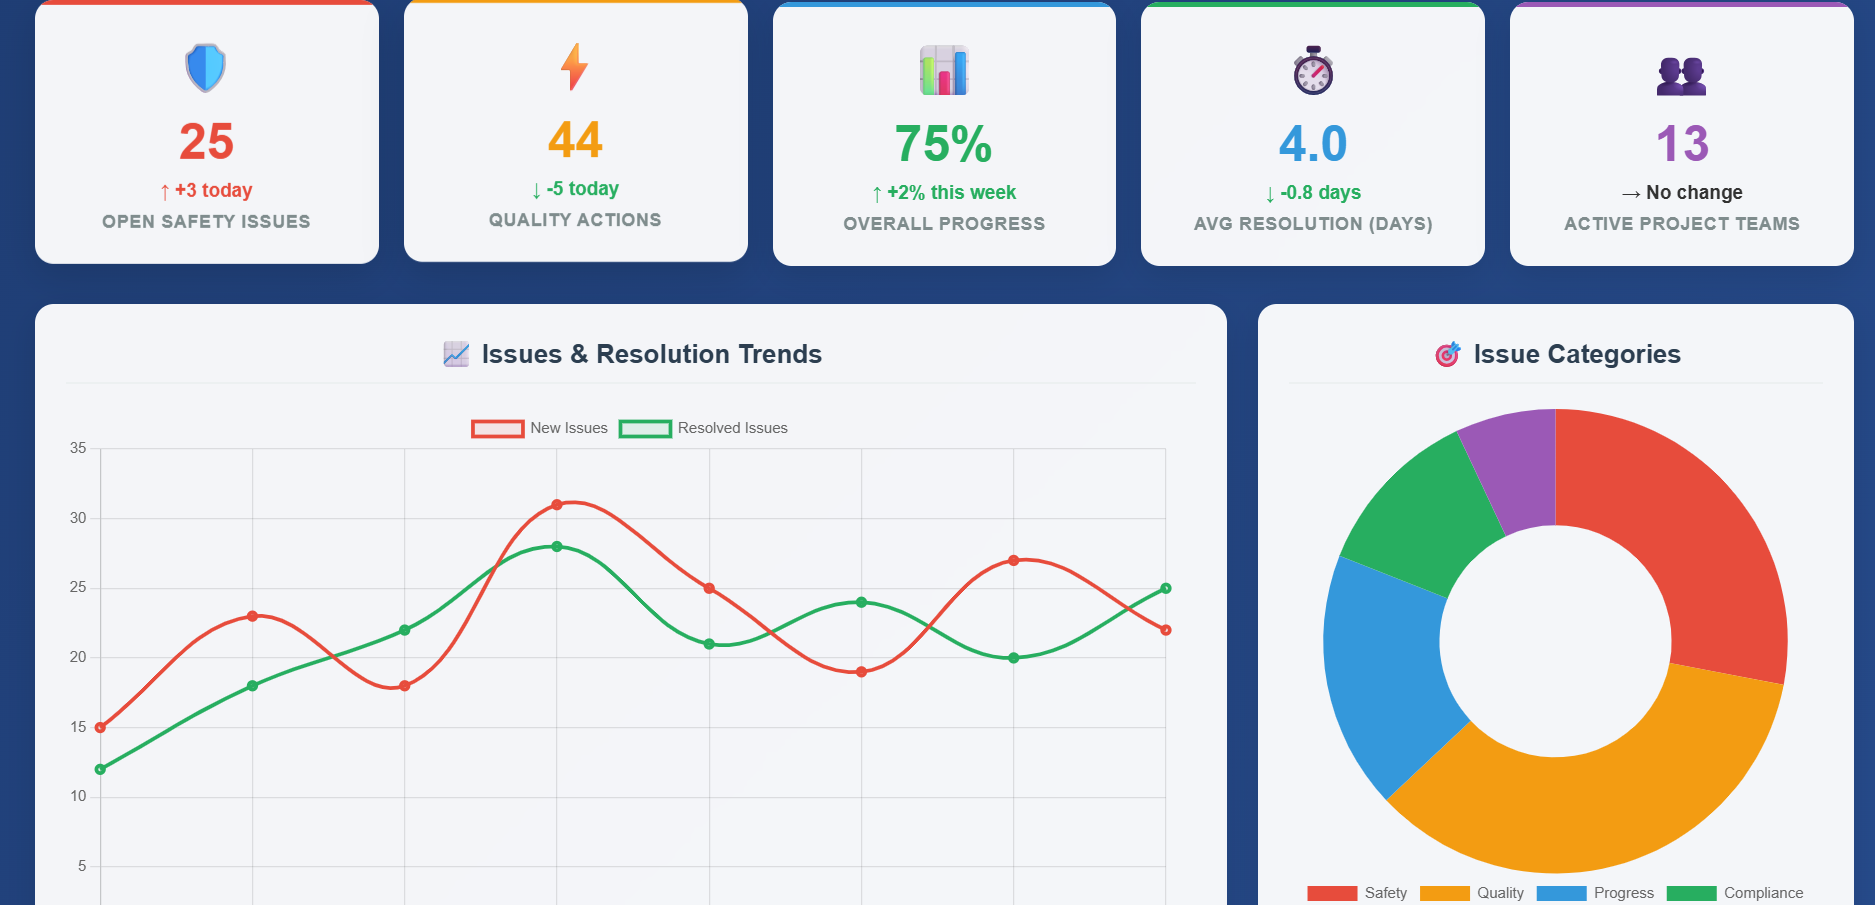 25
↑ +3 today
OPEN SAFETY ISSUES
44
↓ -5 today
QUALITY ACTIONS
75%
↑ +2% this week
OVERALL PROGRESS
4.0
↓ -0.8 days
AVG RESOLUTION (DAYS)
13
→ No change
ACTIVE PROJECT TEAMS
Issues & Resolution Trends
New Issues Resolved Issues
35
30
25
20
15
10
5
Issue Categories
Safety Quality Progress Compliance